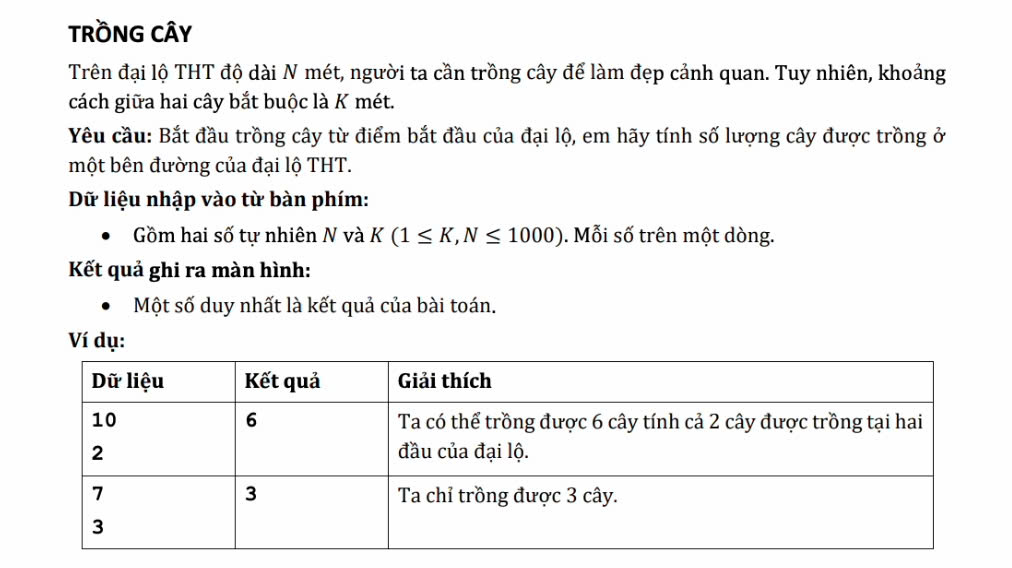 TRỒNG CÂY
Trên đại lộ THT độ dài N mét, người ta cần trồng cây để làm đẹp cảnh quan. Tuy nhiên, khoảng
cách giữa hai cây bắt buộc là K mét.
Yêu cầu: Bắt đầu trồng cây từ điểm bắt đầu của đại lộ, em hãy tính số lượng cây được trồng ở
một bên đường của đại lộ THT.
Dữ liệu nhập vào từ bàn phím:
• Gồm hai số tự nhiên N và K (1 ≤ K, N ≤ 1000). Mỗi số trên một dòng.
Kết quả ghi ra màn hình:
• Một số duy nhất là kết quả của bài toán.
Ví dụ:
Dữ liệu Kết quả Giải thích
10 6 Ta có thể trồng được 6 cây tính cả 2 cây được trồng tại hai
2 đầu của đại lộ.
7 3 Ta chỉ trồng được 3 cây.
3